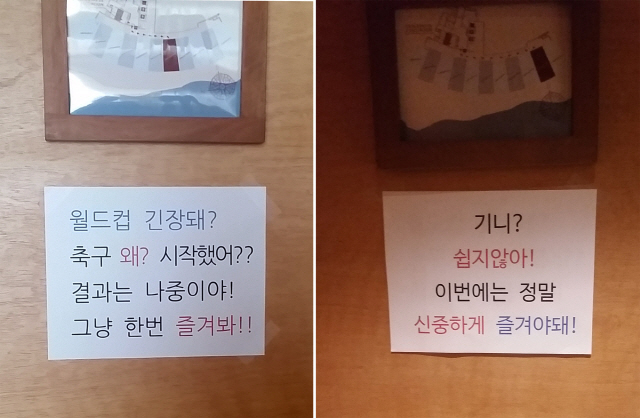 월드컵 긴장돼?
축구 왜? 시작했어??
결과는 나중이야!
그냥 한번 즐겨봐!!
기니?
쉽지않아!
이번에는 정말
신중하게 즐겨야돼!